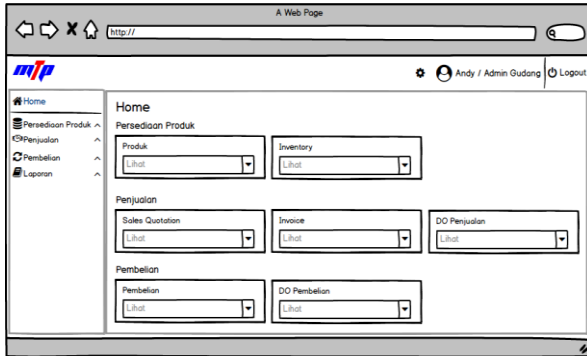 A Web Page
http://
mTp
Andy / Admin Gudang
Logout
Home
Persediaan Produk
Penjualan
Pembelian
Laporan
Home
Persediaan Produk
Produk
Inventory
Lihat
Lihat
Penjualan
Sales Quotation
Invoice
DO Penjualan
Lihat
Lihat
Lihat
Pembelian
Pembelian
DO Pembelian
Lihat
Lihat